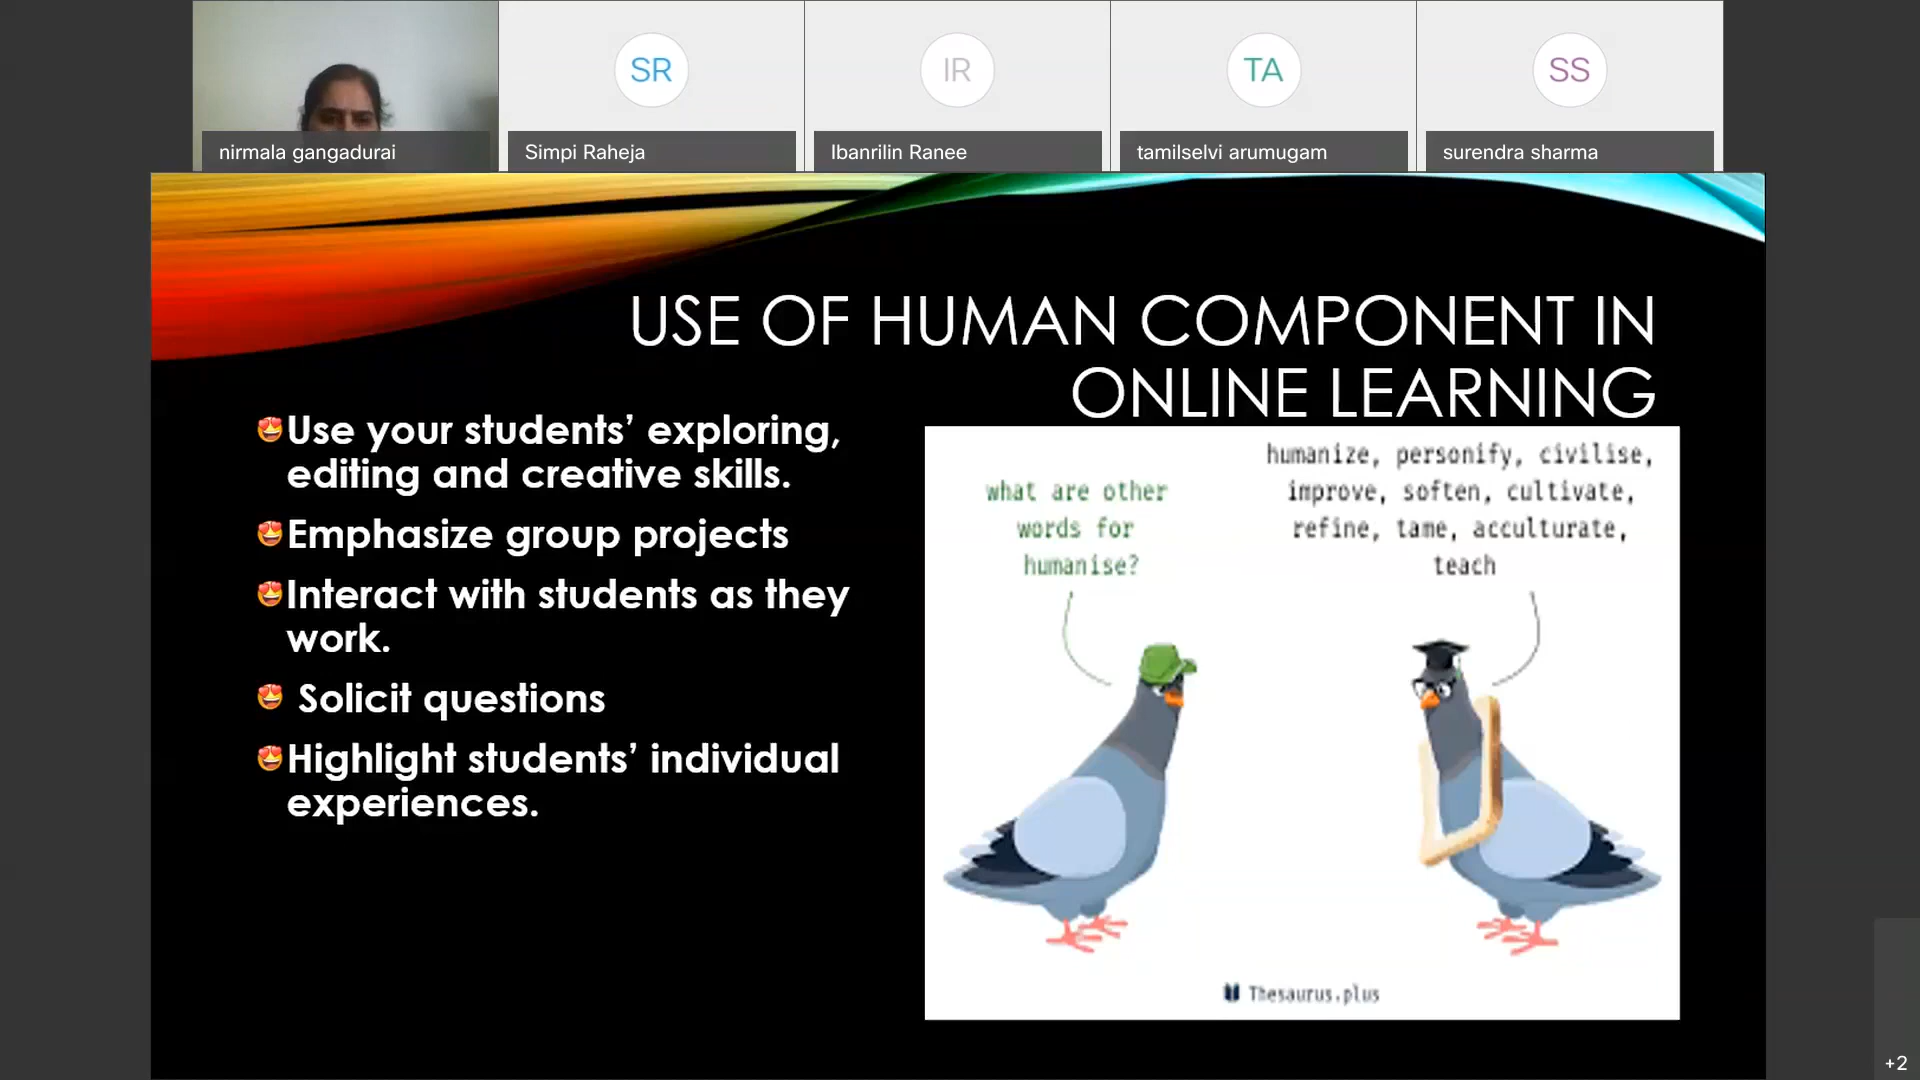 SR
IR
TA
SS
nirmala gangadurai
Simpi Raheja
Ibanrilin Ranee
tamilselvi arumugam
surendra sharma
USE OF HUMAN COMPONENT IN
ONLINE LEARNING
Use your students’ exploring,
editing and creative skills.
Emphasize group projects
Interact with students as they
work.
Solicit questions
Highlight students’ individual
experiences.
what are other
words for
humanise?
humanize, personify, civilise,
improve, soften, cultivate,
refine, tame, acculturate,
teach
Thesaurus.plus
+2